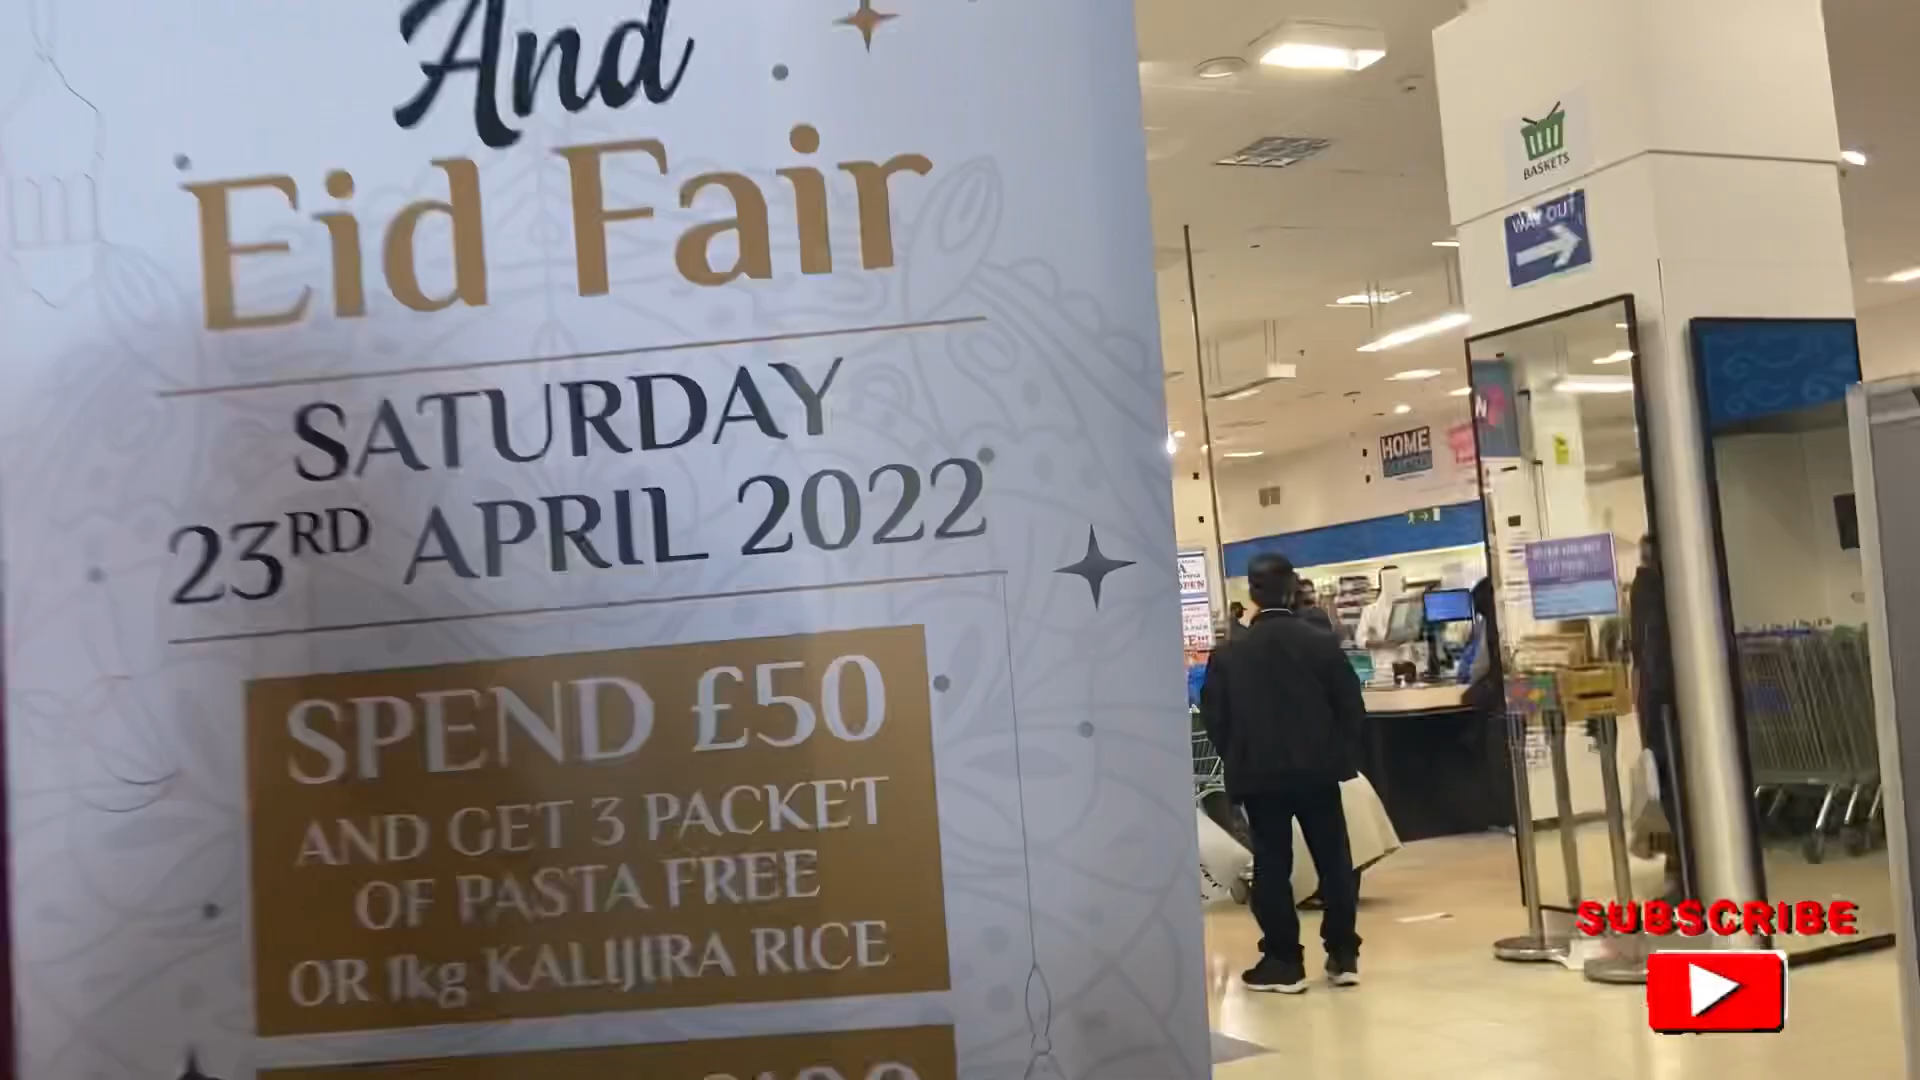 And
Eid Fair
SATURDAY
23RD APRIL 2022
SPEND £50
AND GET 3 PACKET
OF PASTA FREE
OR 1kg KALIJIRA RICE
BASKETS
WAY OUT
HOME
SUBSCRIBE